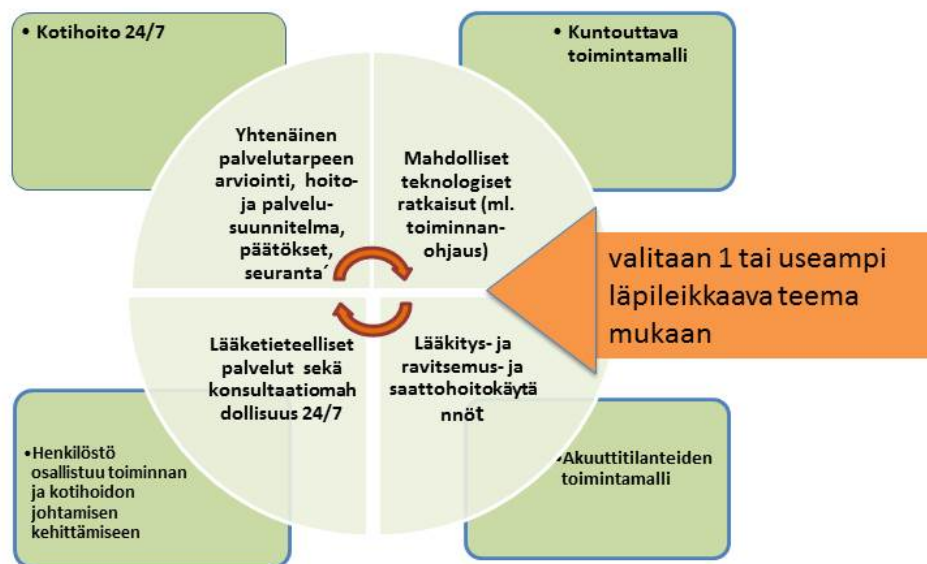 • Kotihoito 24/7
• Kuntouttava
toimintamalli
Yhtenäinen
palvelutarpeen
arviointi, hoito-
ja palvelu-
suunnitelma,
päätökset,
seuranta´
Mahdolliset
teknologiset
ratkaisut (ml.
toiminnan-
ohjaus)
valitaan 1 tai useampi
läpileikkaava teema
mukaan
Lääketieteelliset
palvelut sekä
konsultaatiomah
dollisuus 24/7
Lääkitys- ja
ravitsemus- ja
saattohoitokäytä
nnöt
•Henkilöstö
osallistuu toiminnan
ja kotihoidon
johtamisen
kehittämiseen
•Akuuttitilanteiden
toimintamalli